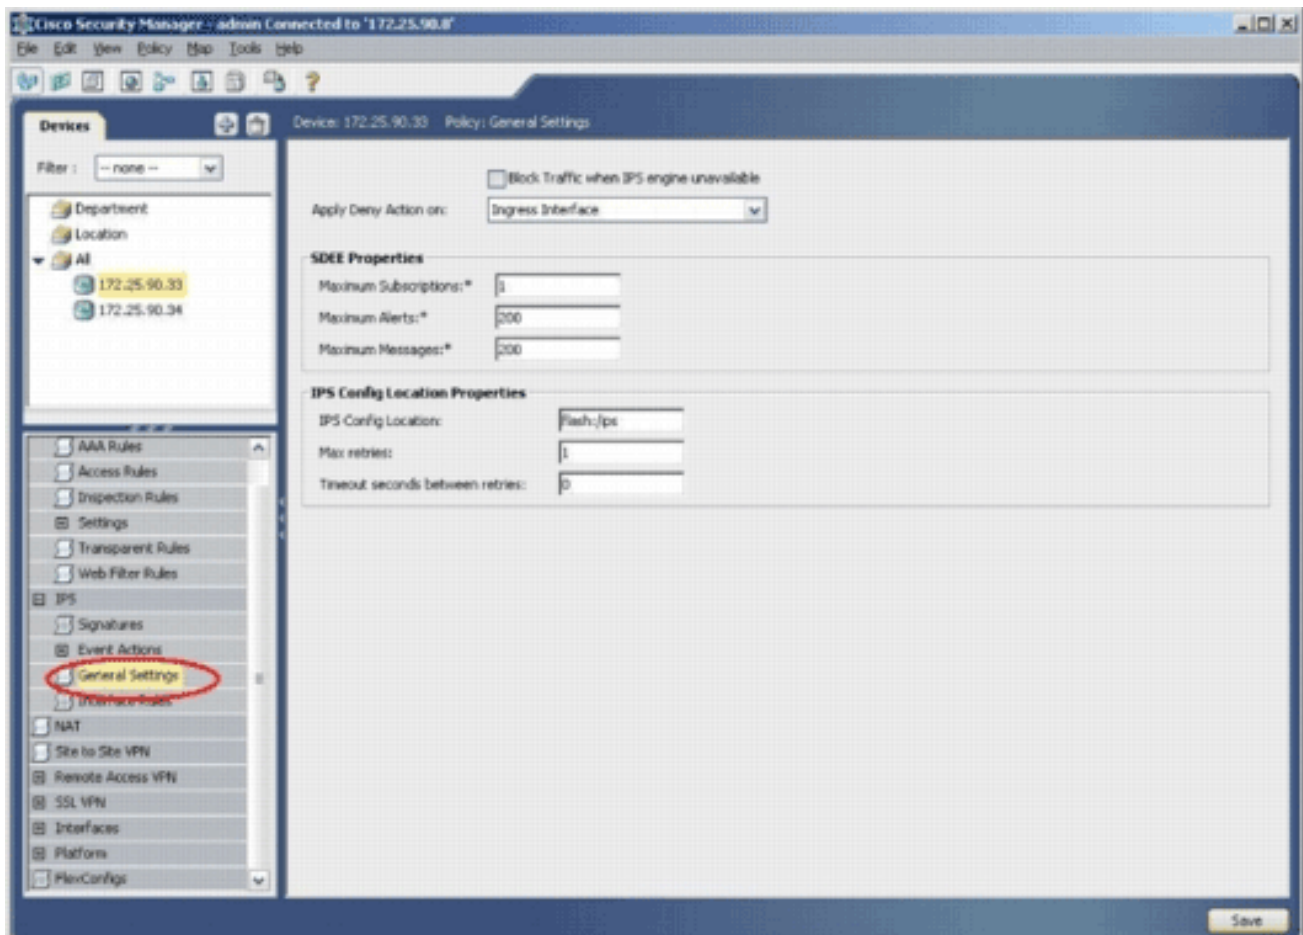 Cisco Security Manager - admin Connected to '172.25.90.8'
File Edit View Policy Map Tools Help
Devices
Filter : -- none --
Department
Location
All
172.25.90.33
172.25.90.34
AAA Rules
Access Rules
Inspection Rules
Settings
Transparent Rules
Web Filter Rules
IPS
Signatures
Event Actions
General Settings
Interface Rules
NAT
Site to Site VPN
Remote Access VPN
SSL VPN
Interfaces
Platform
FlexConfigs
Device: 172.25.90.33 Policy: General Settings
Block Traffic when IPS engine unavailable
Apply Deny Action on: Ingress Interface
SDEE Properties
Maximum Subscriptions:* 1
Maximum Alerts:* 200
Maximum Messages:* 200
IPS Config Location Properties
IPS Config Location: flash:/ips
Max retries: 1
Timeout seconds between retries: 0
Save